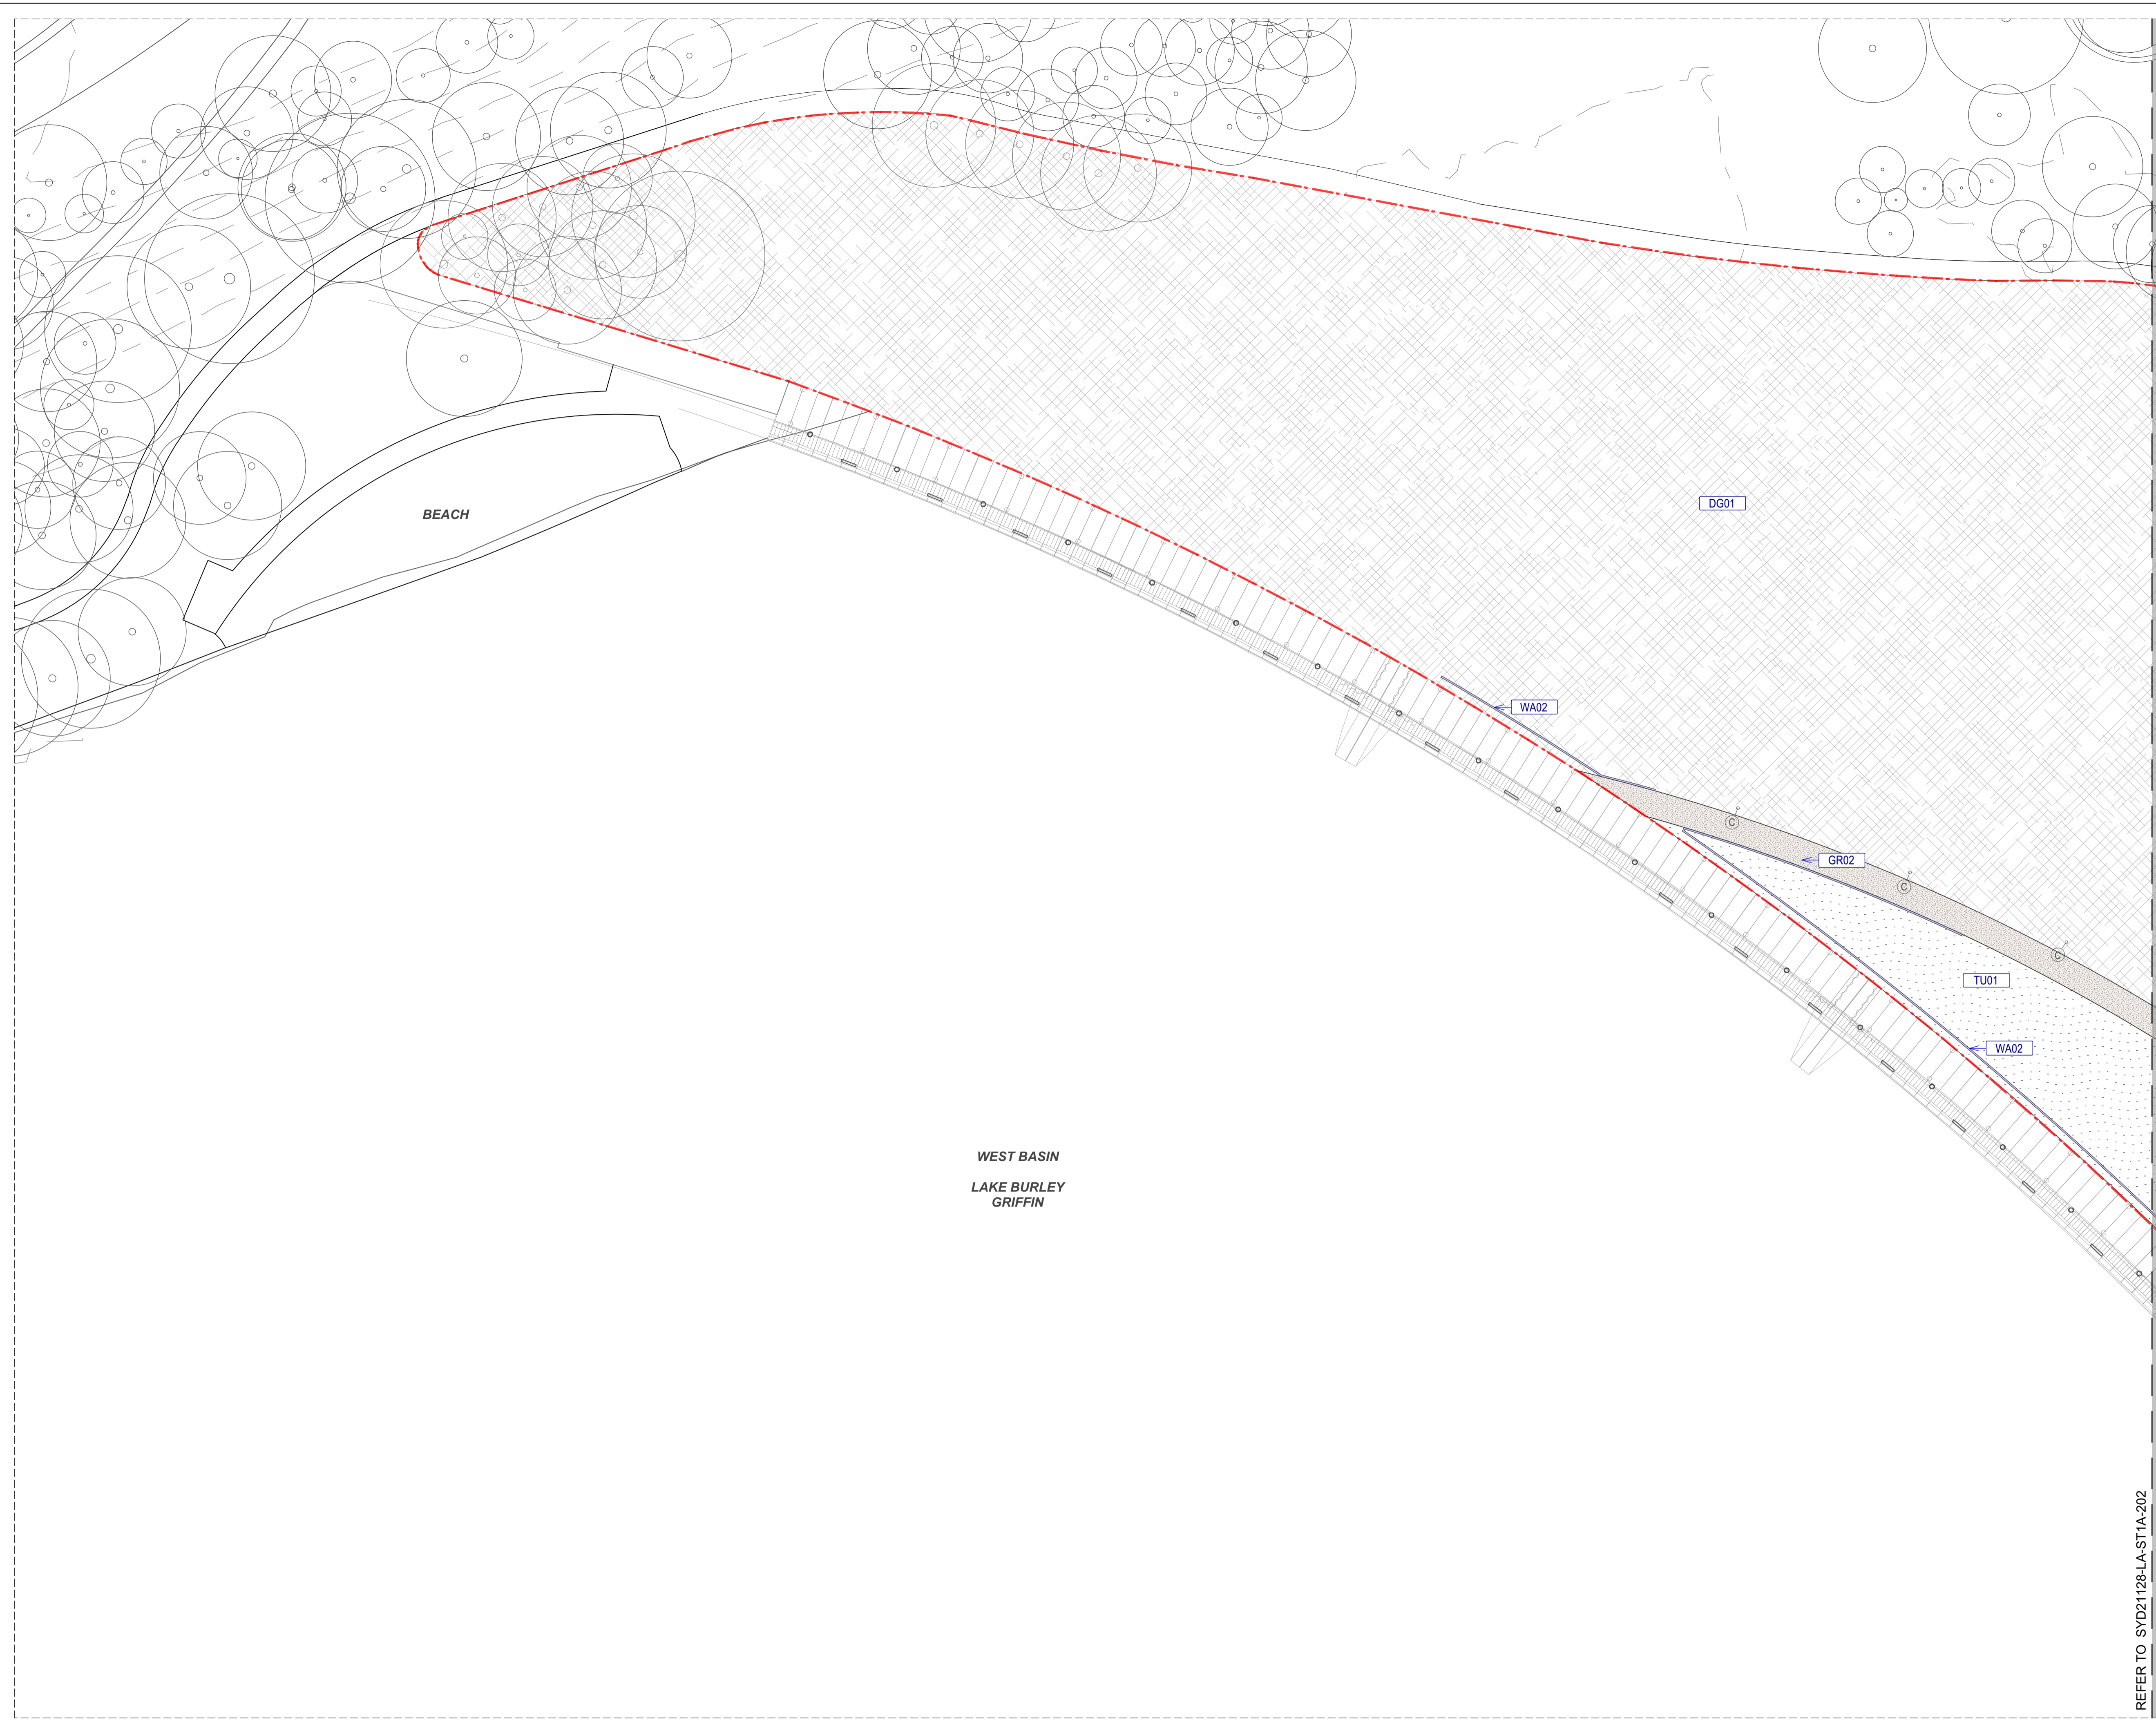 DG01
BEACH
WA02
C
GR02
C
C
TU01
WA02
WEST BASIN
LAKE BURLEY
GRIFFIN
REFER TO SYD21128-LA-ST1A-202